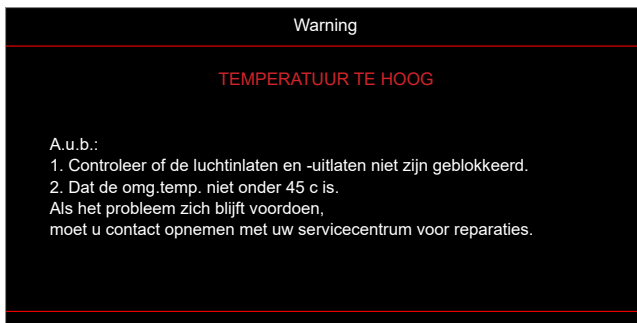 Warning
TEMPERATUUR TE HOOG
A.u.b.:
1. Controleer of de luchtinlaten en -uitlaten niet zijn geblokkeerd.
2. Dat de omg.temp. niet onder 45 c is.
Als het probleem zich blijft voordoen,
moet u contact opnemen met uw servicecentrum voor reparaties.